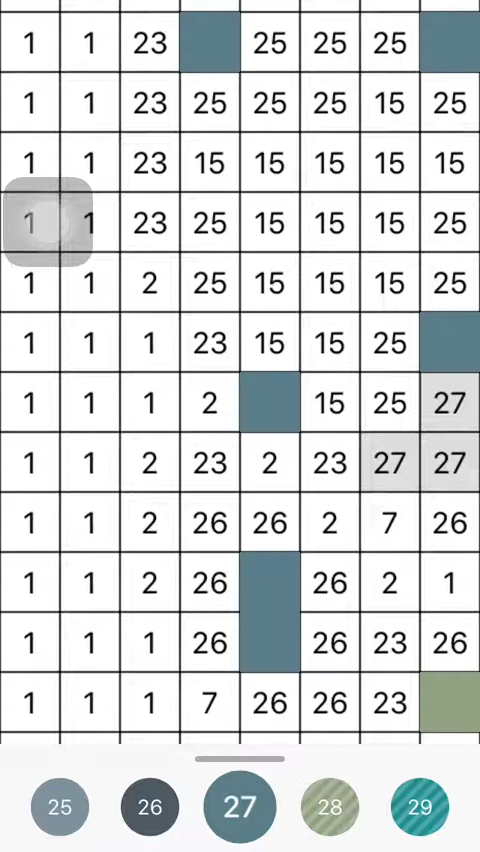 1 1 23 25 25 25
1 1 23 25 25 25 15 25
1 1 23 15 15 15 15 15
1 1 23 25 15 15 15 25
1 1 2 25 15 15 15 25
1 1 1 23 15 15 25
1 1 1 2 15 25 27
1 1 2 23 2 23 27 27
1 1 2 26 26 2 7 26
1 1 2 26 26 2 1
1 1 1 26 26 23 26
1 1 1 7 26 26 23
25 26 27 28 29